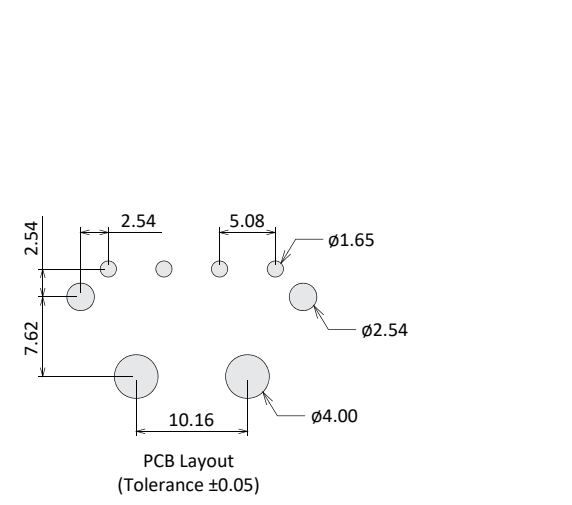 2.54
5.08
2.54
ø1.65
ø2.54
7.62
10.16
ø4.00
PCB Layout
(Tolerance ±0.05)